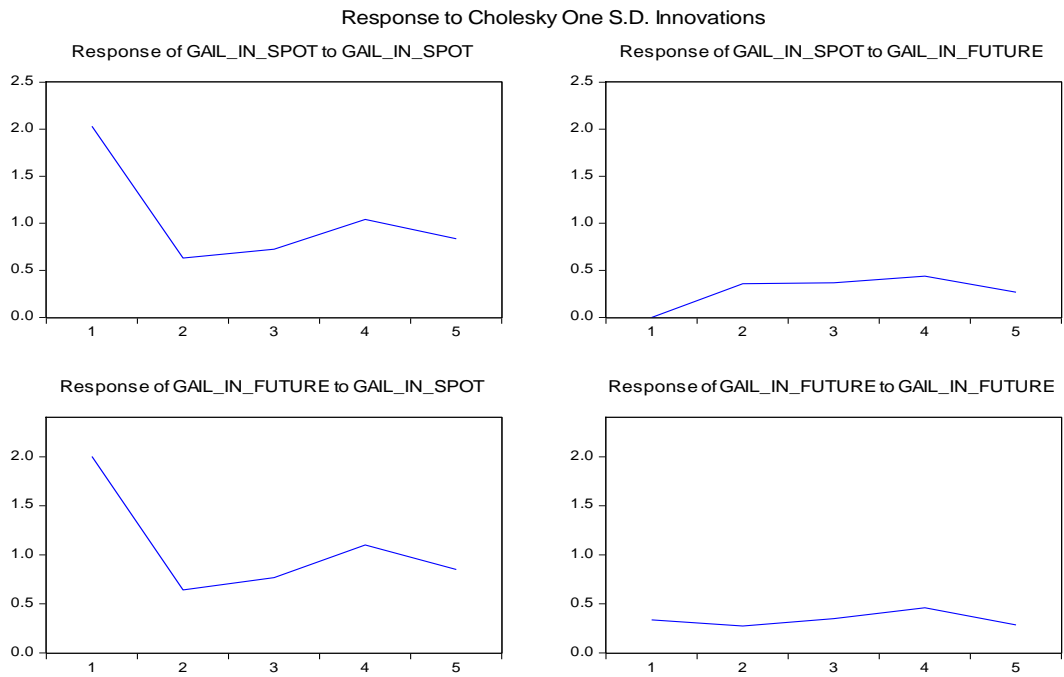 Response to Cholesky One S.D. Innovations
Response of GAIL_IN_SPOT to GAIL_IN_SPOT
2.5
2.0
1.5
1.0
0.5
0.0
1 2 3 4 5
Response of GAIL_IN_SPOT to GAIL_IN_FUTURE
2.5
2.0
1.5
1.0
0.5
0.0
1 2 3 4 5
Response of GAIL_IN_FUTURE to GAIL_IN_SPOT
2.0
1.5
1.0
0.5
0.0
1 2 3 4 5
Response of GAIL_IN_FUTURE to GAIL_IN_FUTURE
2.0
1.5
1.0
0.5
0.0
1 2 3 4 5